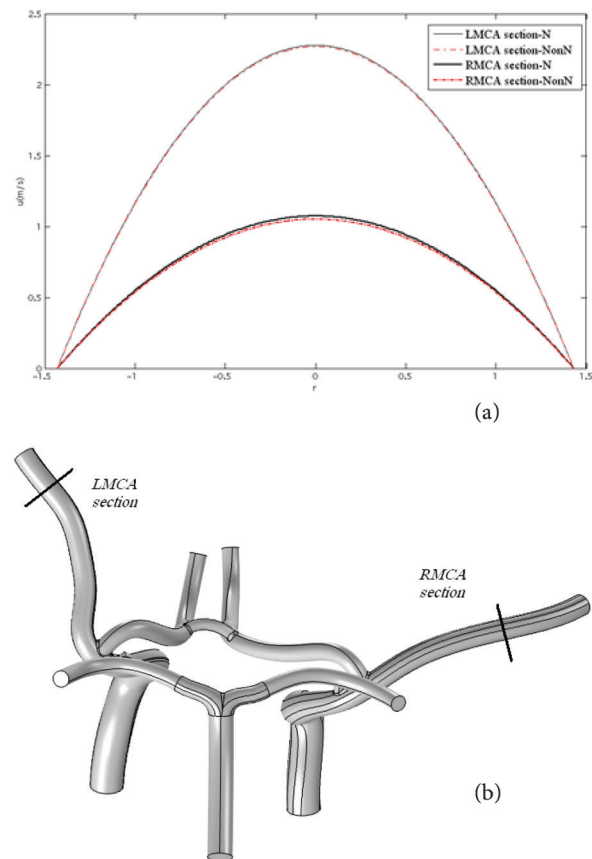 2.5
2
1.5
1
0.5
0
u(m/s)
LMCA section-N
LMCA section-NonN
RMCA section-N
RMCA section-NonN
−1.5 −1 −0.5 0 0.5 1 1.5
r
(a)
LMCA
section
RMCA
section
(b)